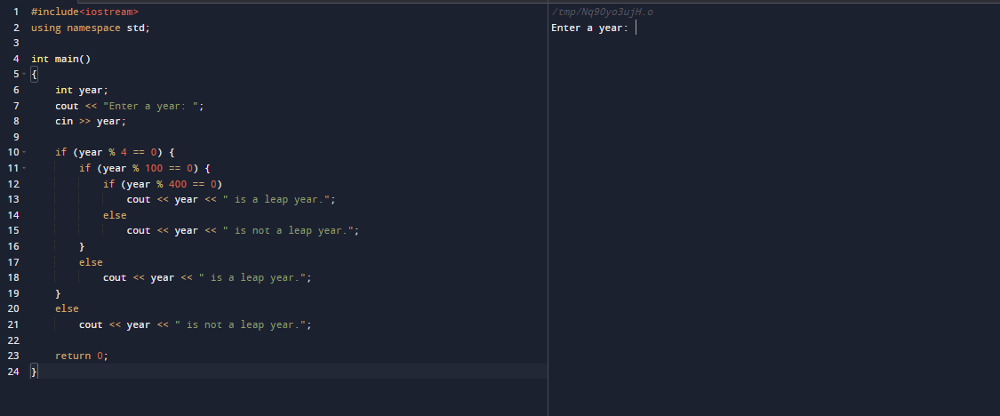 1 #include<iostream>
2 using namespace std;
3
4 int main()
5 {
6 int year;
7 cout << "Enter a year: ";
8 cin >> year;
9
10 if (year % 4 == 0) {
11 if (year % 100 == 0) {
12 if (year % 400 == 0)
13 cout << year << " is a leap year.";
14 else
15 cout << year << " is not a leap year.";
16 }
17 else
18 cout << year << " is a leap year.";
19 }
20 else
21 cout << year << " is not a leap year.";
22
23 return 0;
24 }
/tmp/Nq9Oyo3ujH.o
Enter a year: